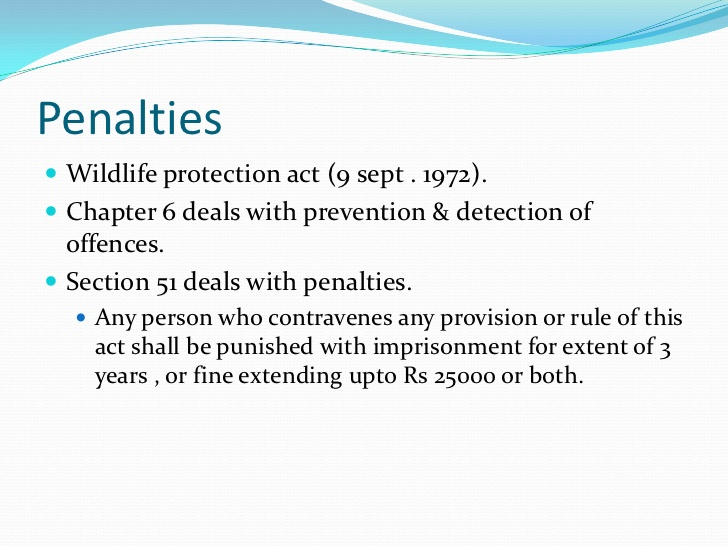 Penalties
Wildlife protection act (9 sept . 1972).
Chapter 6 deals with prevention & detection of
offences.
Section 51 deals with penalties.
Any person who contravenes any provision or rule of this
act shall be punished with imprisonment for extent of 3
years , or fine extending upto Rs 25000 or both.